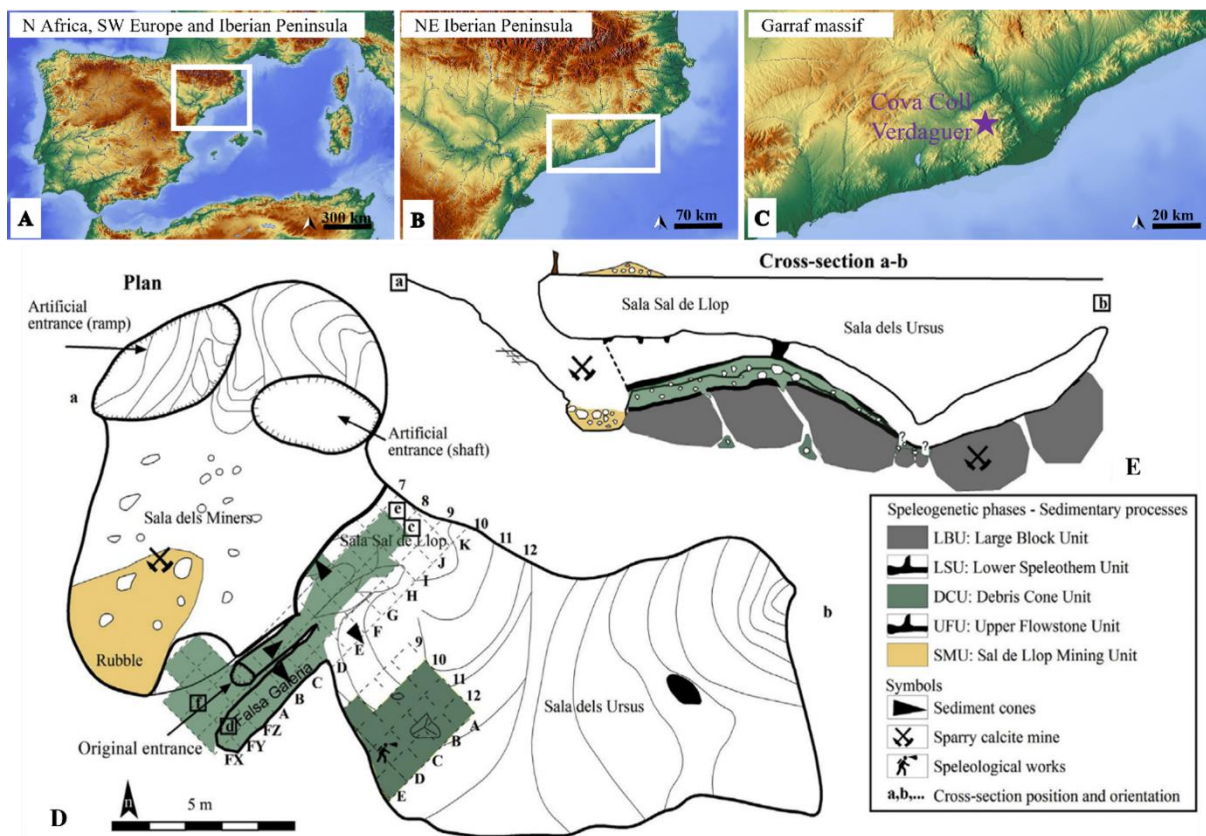 N Africa, SW Europe and Iberian Peninsula
A
300 km
NE Iberian Peninsula
B
70 km
Garraf massif
Cova Coll
Verdaguer
C
20 km
Plan
Artificial
entrance (ramp)
a
Artificial
entrance (shaft)
Sala dels Miners
Rubble
Original entrance
Sala Sal de Llop
Falsa Galeria
Sala dels Ursus
e
c
f
d
7
8
9
10
11
12
K
J
I
H
G
F
E
D
C
B
A
FZ
FY
FX
9
10
11
12
A
B
C
D
E
b
n
5 m
D
Cross-section a-b
a
Sala Sal de Llop
Sala dels Ursus
b
? ?
E
Speleogenetic phases - Sedimentary processes
LBU: Large Block Unit
LSU: Lower Speleothem Unit
DCU: Debris Cone Unit
UFU: Upper Flowstone Unit
SMU: Sal de Llop Mining Unit
Symbols
Sediment cones
Sparry calcite mine
Speleological works
a,b,... Cross-section position and orientation